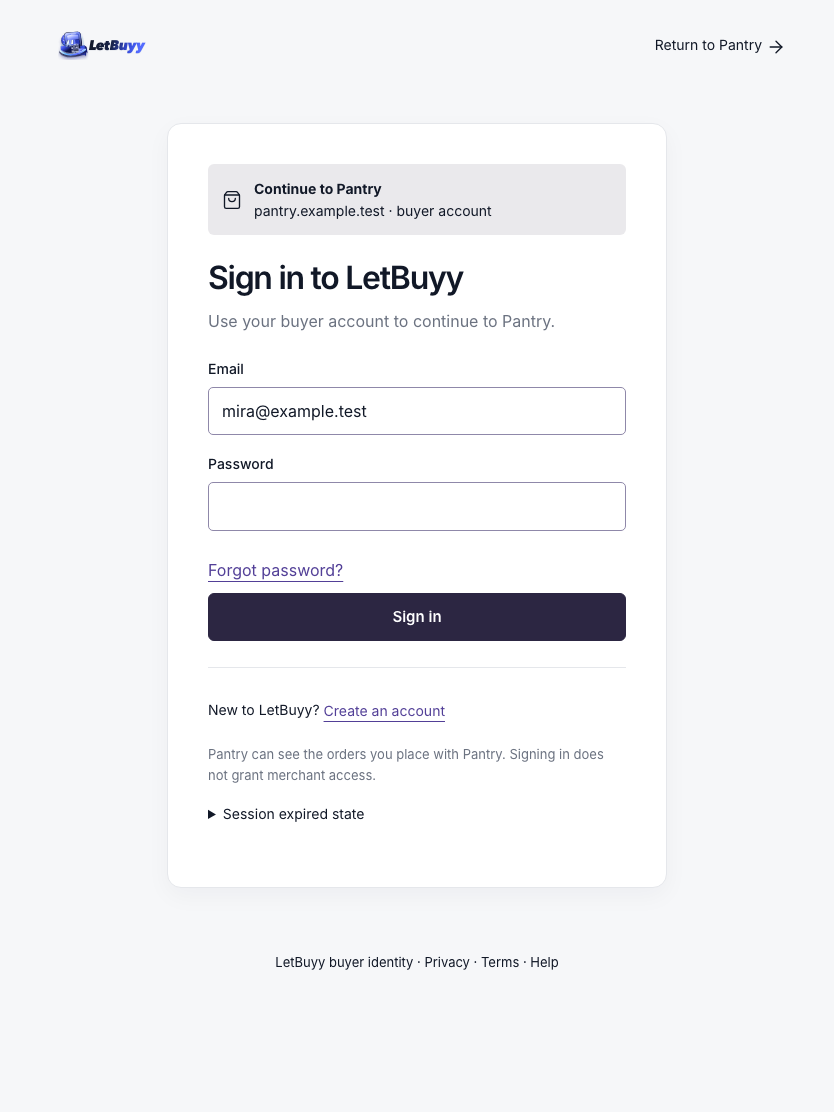 LetBuyy
Return to Pantry
Continue to Pantry
pantry.example.test · buyer account
Sign in to LetBuyy
Use your buyer account to continue to Pantry.
Email
mira@example.test
Password
Forgot password?
Sign in
New to LetBuyy? Create an account
Pantry can see the orders you place with Pantry. Signing in does
not grant merchant access.
Session expired state
LetBuyy buyer identity · Privacy · Terms · Help